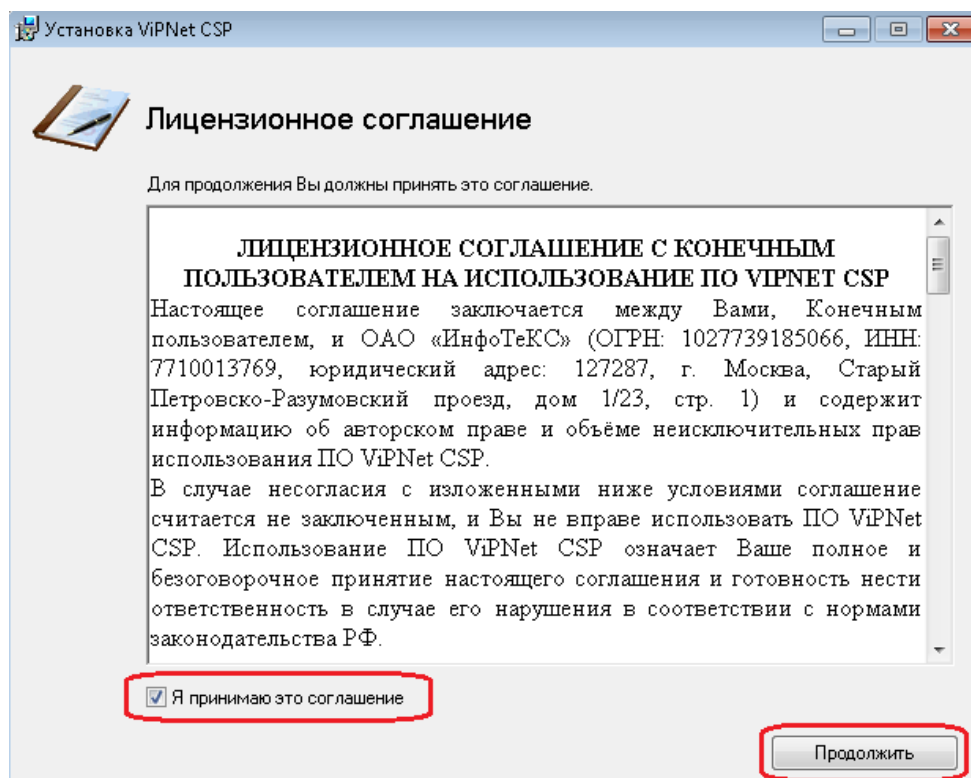 Установка ViPNet CSP
Лицензионное соглашение
Для продолжения Вы должны принять это соглашение.
ЛИЦЕНЗИОННОЕ СОГЛАШЕНИЕ С КОНЕЧНЫМ
ПОЛЬЗОВАТЕЛЕМ НА ИСПОЛЬЗОВАНИЕ ПО VIPNET CSP
Настоящее соглашение заключается между Вами, Конечным
пользователем, и ОАО «ИнфоТеКС» (ОГРН: 1027739185066, ИНН:
7710013769, юридический адрес: 127287, г. Москва, Старый
Петровско-Разумовский проезд, дом 1/23, стр. 1) и содержит
информацию об авторском праве и объёме неисключительных прав
использования ПО ViPNet CSP.
В случае несогласия с изложенными ниже условиями соглашение
считается не заключенным, и Вы не вправе использовать ПО ViPNet
CSP. Использование ПО ViPNet CSP означает Ваше полное и
безоговорочное принятие настоящего соглашения и готовность нести
ответственность в случае его нарушения в соответствии с нормами
законодательства РФ.
Я принимаю это соглашение
Продолжить